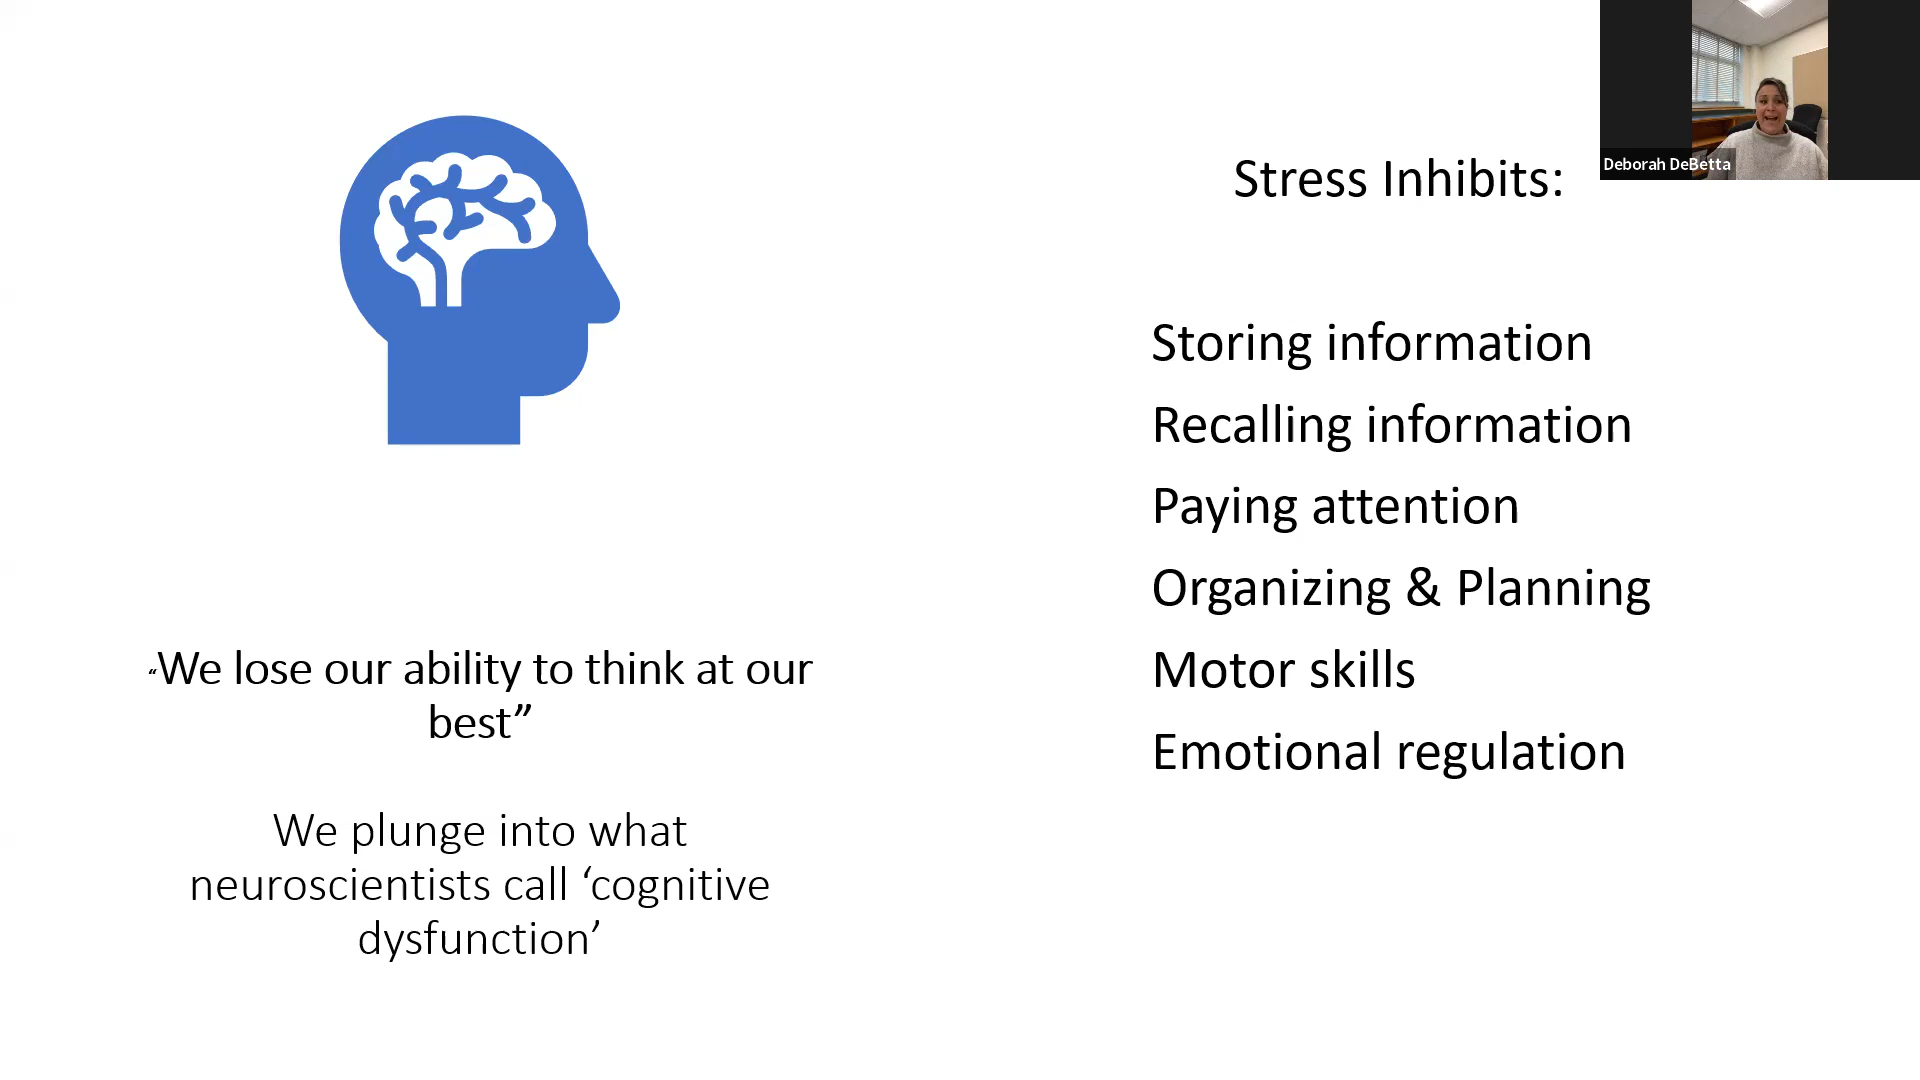 Deborah DeBetta
Stress Inhibits:
Storing information
Recalling information
Paying attention
Organizing & Planning
Motor skills
Emotional regulation
“We lose our ability to think at our
best”
We plunge into what
neuroscientists call ‘cognitive
dysfunction’